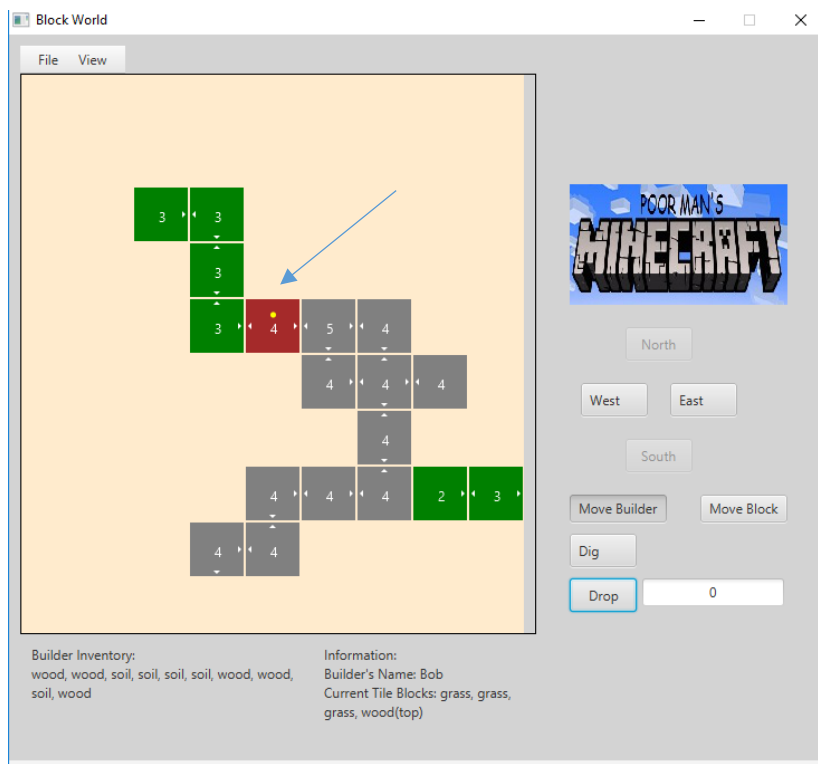 Block World
File View
POOR MAN'S
MINECRAFT
3 3
3
3 4 5 4
4 4 4
4
4 4 4 2 3
4 4
North
West East
South
Move Builder Move Block
Dig
Drop 0
Builder Inventory:
wood, wood, soil, soil, soil, soil, wood, wood,
soil, wood
Information:
Builder's Name: Bob
Current Tile Blocks: grass, grass,
grass, wood(top)